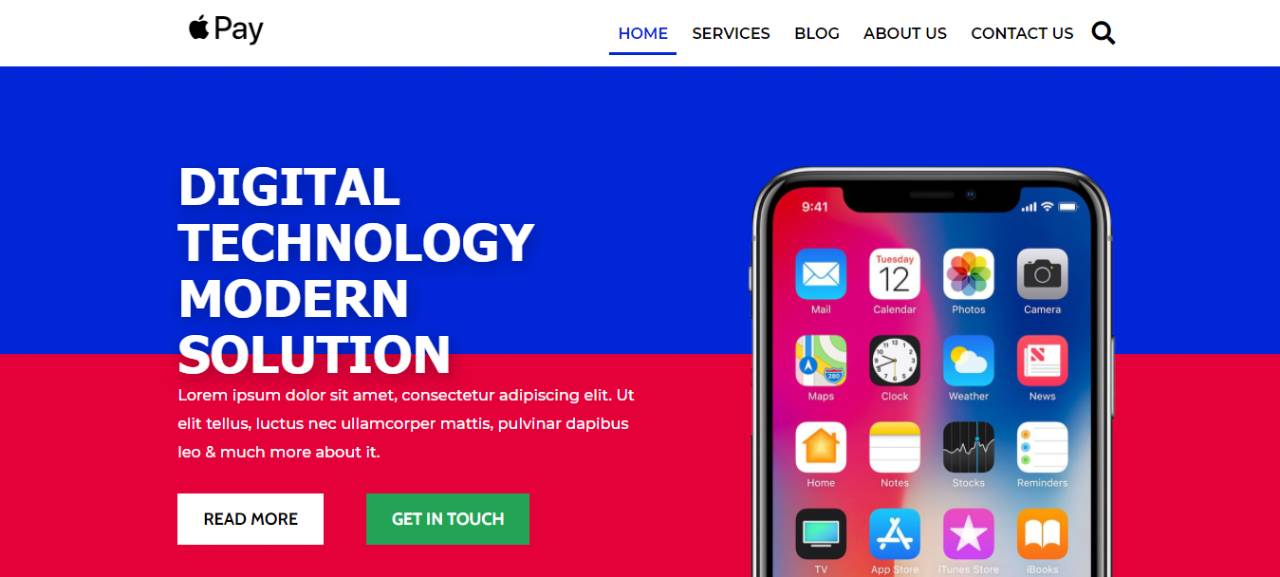 Pay
HOME SERVICES BLOG ABOUT US CONTACT US
DIGITAL
TECHNOLOGY
MODERN
SOLUTION
Lorem ipsum dolor sit amet, consectetur adipiscing elit. Ut
elit tellus, luctus nec ullamcorper mattis, pulvinar dapibus
leo & much more about it.
READ MORE GET IN TOUCH
9:41
Tuesday
12
Mail Calendar Photos Camera
280
Maps Clock Weather News
Home Notes Stocks Reminders
TV App Store iTunes Store iBooks